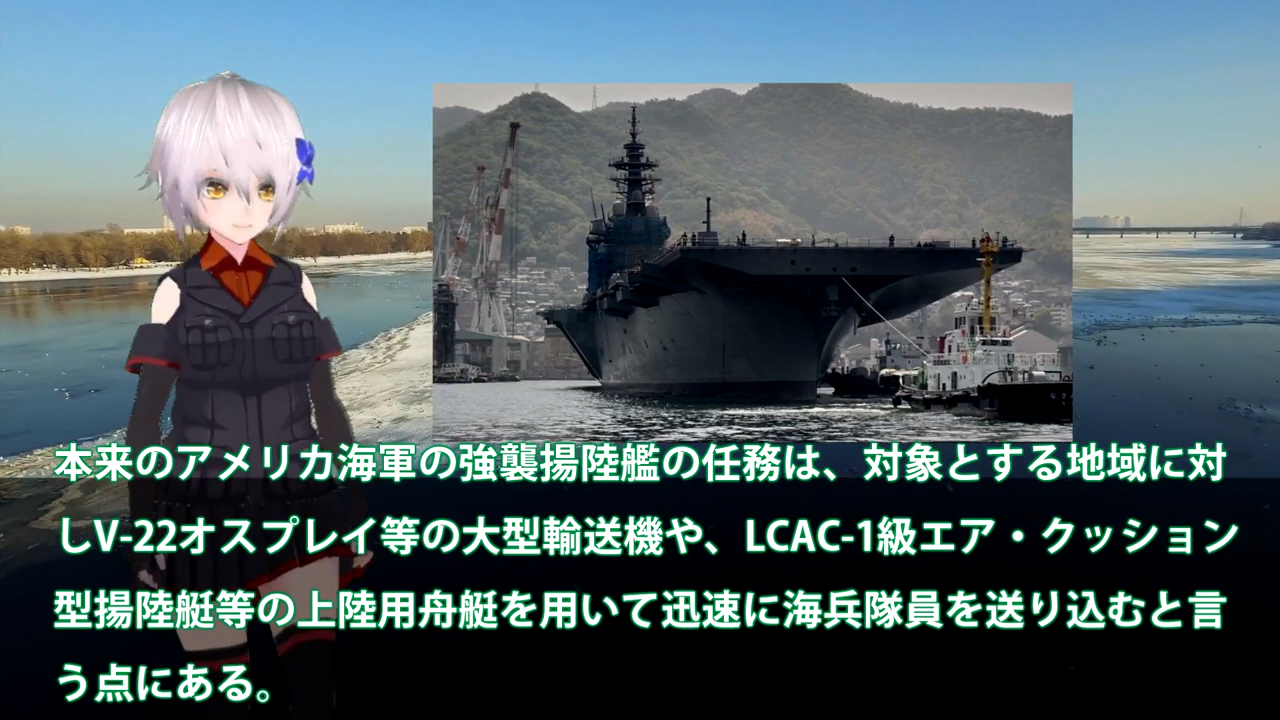 本来のアメリカ海軍の強襲揚陸艦の任務は、対象とする地域に対
しV-22オスプレイ等の大型輸送機や、LCAC-1級エア・クッション
型揚陸艇等の上陸用舟艇を用いて迅速に海兵隊員を送り込むと言
う点にある。